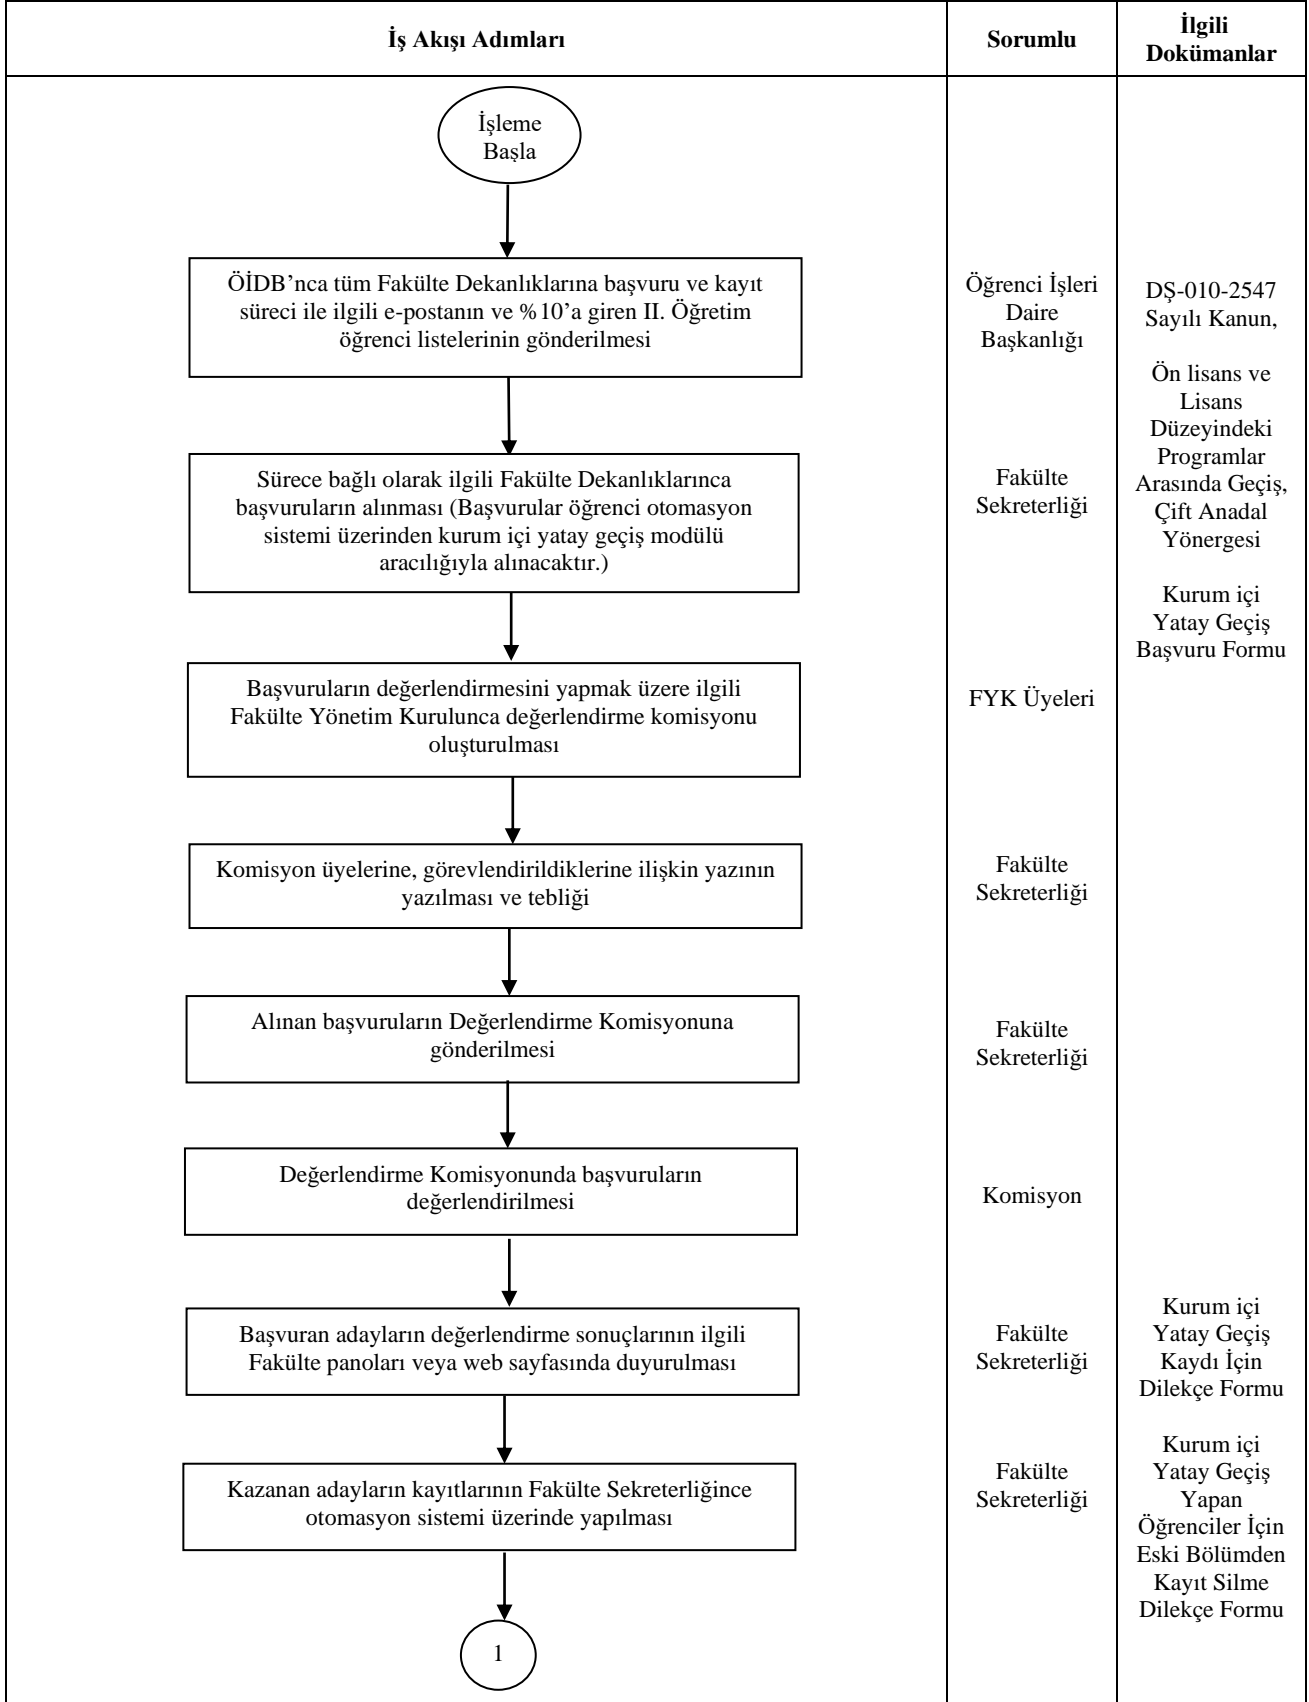 İş Akışı Adımları
Sorumlu
İlgili
Dokümanlar
İşleme
Başla
ÖİDB’nca tüm Fakülte Dekanlıklarına başvuru ve kayıt
süreci ile ilgili e-postanın ve %10’a giren II. Öğretim
öğrenci listelerinin gönderilmesi
Öğrenci İşleri
Daire
Başkanlığı
DŞ-010-2547
Sayılı Kanun,
Ön lisans ve
Lisans
Düzeyindeki
Programlar
Arasında Geçiş,
Çift Anadal
Yönergesi
Kurum içi
Yatay Geçiş
Başvuru Formu
Sürece bağlı olarak ilgili Fakülte Dekanlıklarınca
başvuruların alınması (Başvurular öğrenci otomasyon
sistemi üzerinden kurum içi yatay geçiş modülü
aracılığıyla alınacaktır.)
Fakülte
Sekreterliği
Başvuruların değerlendirmesini yapmak üzere ilgili
Fakülte Yönetim Kurulunca değerlendirme komisyonu
oluşturulması
FYK Üyeleri
Komisyon üyelerine, görevlendirildiklerine ilişkin yazının
yazılması ve tebliği
Fakülte
Sekreterliği
Alınan başvuruların Değerlendirme Komisyonuna
gönderilmesi
Fakülte
Sekreterliği
Değerlendirme Komisyonunda başvuruların
değerlendirilmesi
Komisyon
Başvuran adayların değerlendirme sonuçlarının ilgili
Fakülte panoları veya web sayfasında duyurulması
Fakülte
Sekreterliği
Kurum içi
Yatay Geçiş
Kaydı İçin
Dilekçe Formu
Kazanan adayların kayıtlarının Fakülte Sekreterliğince
otomasyon sistemi üzerinde yapılması
Fakülte
Sekreterliği
Kurum içi
Yatay Geçiş
Yapan
Öğrenciler İçin
Eski Bölümden
Kayıt Silme
Dilekçe Formu
1